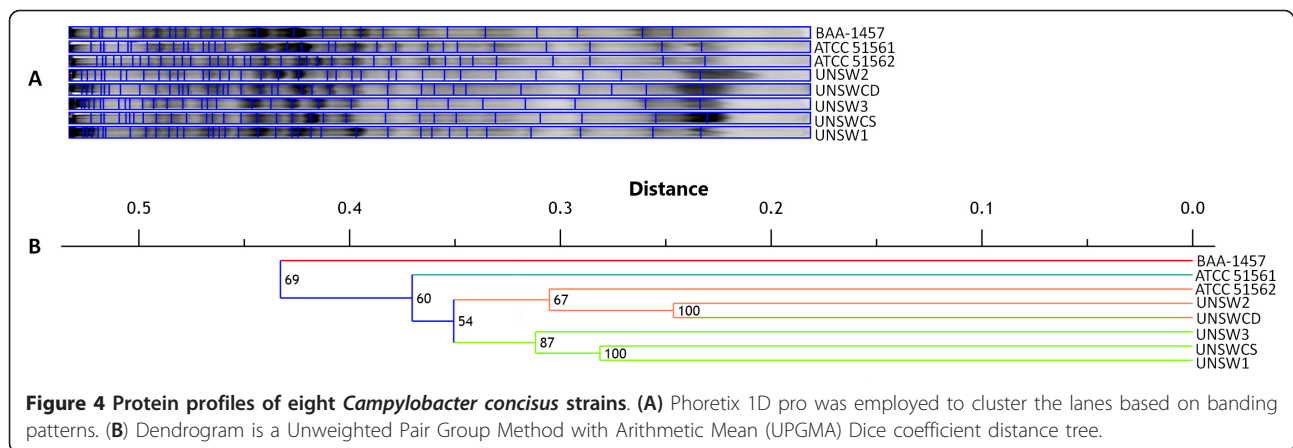 A
BAA-1457
ATCC 51561
ATCC 51562
UNSW2
UNSWCD
UNSW3
UNSWCS
UNSW1
Distance
0.5 0.4 0.3 0.2 0.1 0.0
B
BAA-1457
69
ATCC 51561
60
ATCC 51562
67
UNSW2
100
UNSWCD
54
UNSW3
87
UNSWCS
100
UNSW1
Figure 4 Protein profiles of eight Campylobacter concisus strains. (A) Phoretix 1D pro was employed to cluster the lanes based on banding
patterns. (B) Dendrogram is a Unweighted Pair Group Method with Arithmetic Mean (UPGMA) Dice coefficient distance tree.